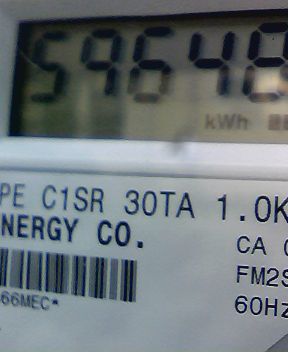 59648
kWh
PE C1SR 30TA 1.0K
NERGY CO.
CA
66MEC*
FM2S
60Hz